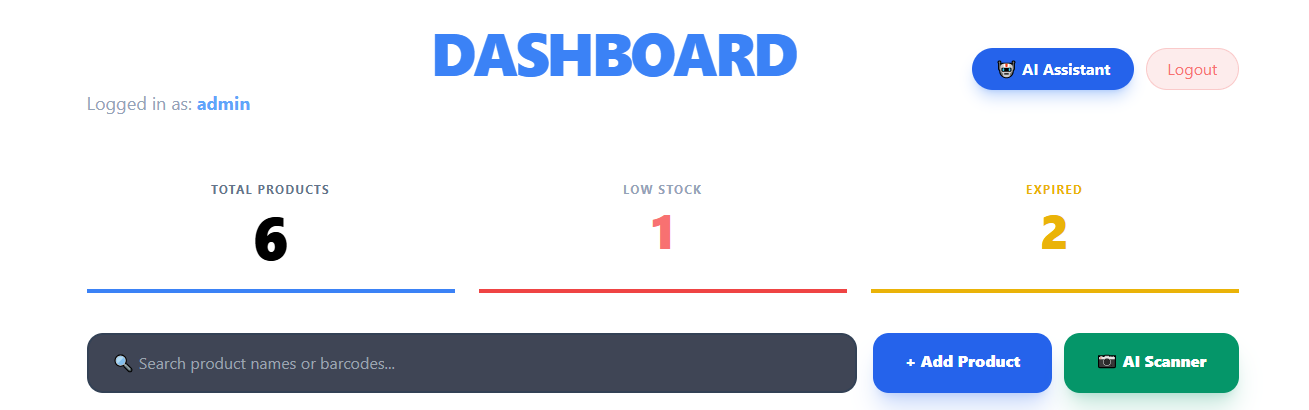 DASHBOARD
AI Assistant
Logout
Logged in as: admin
TOTAL PRODUCTS
6
LOW STOCK
1
EXPIRED
2
Search product names or barcodes...
+ Add Product
AI Scanner